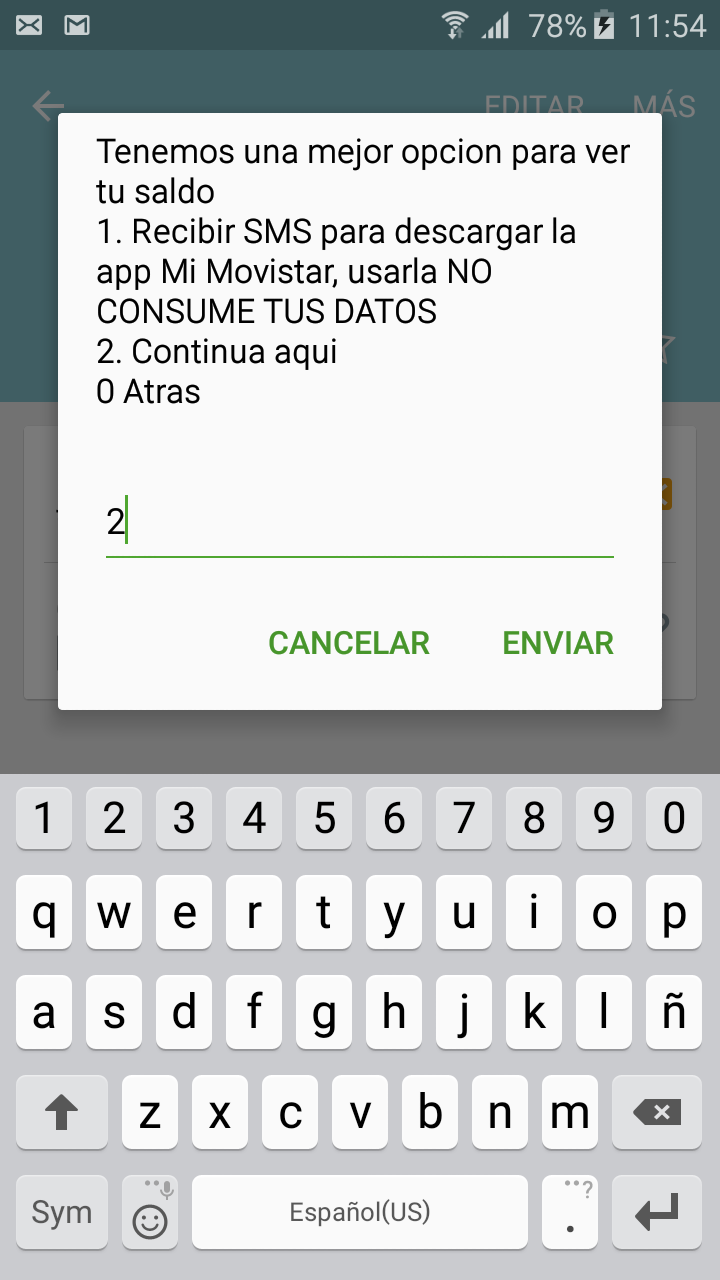 78% 11:54
EDITAR MÁS
Tenemos una mejor opcion para ver
tu saldo
1. Recibir SMS para descargar la
app Mi Movistar, usarla NO
CONSUME TUS DATOS
2. Continua aqui
0 Atras
2
CANCELAR ENVIAR
1 2 3 4 5 6 7 8 9 0
q w e r t y u i o p
a s d f g h j k l ñ
z x c v b n m
Sym Español(US) . ?